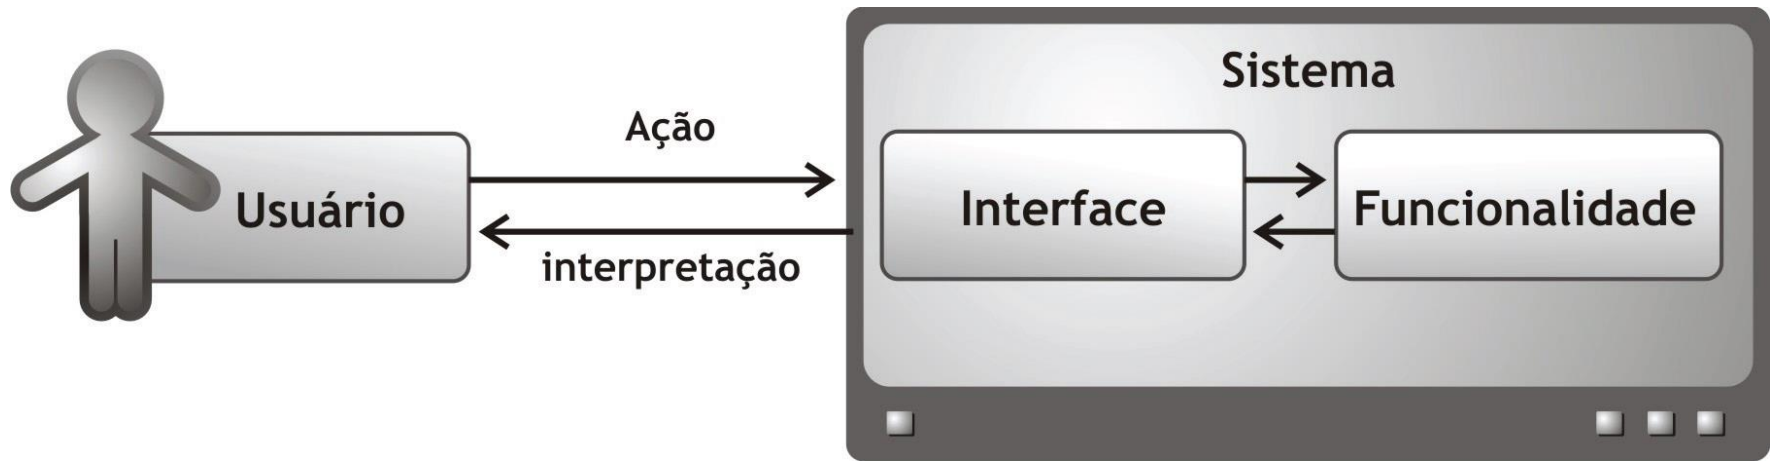 Sistema
Ação
Usuário
Interface
Funcionalidade
interpretação